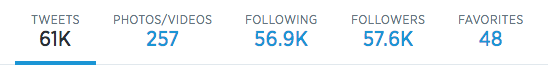 TWEETS PHOTOS/VIDEOS FOLLOWING FOLLOWERS FAVORITES
61K 257 56.9K 57.6K 48